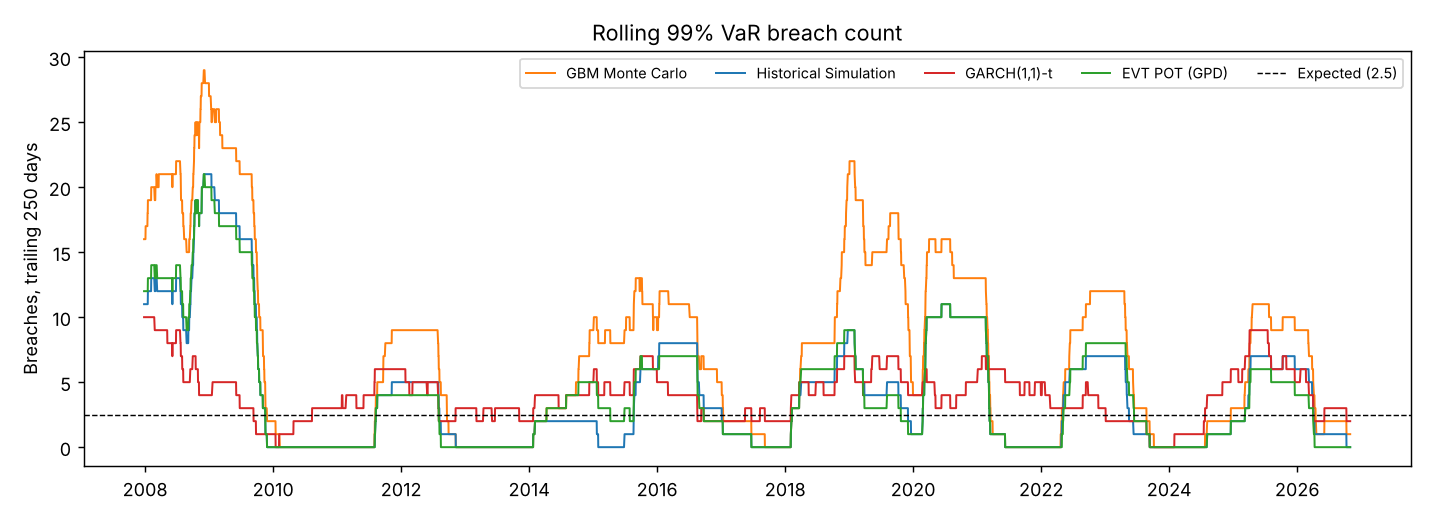 Rolling 99% VaR breach count
GBM Monte Carlo
Historical Simulation
GARCH(1,1)-t
EVT POT (GPD)
Expected (2.5)
Breaches, trailing 250 days
30
25
20
15
10
5
0
2008
2010
2012
2014
2016
2018
2020
2022
2024
2026